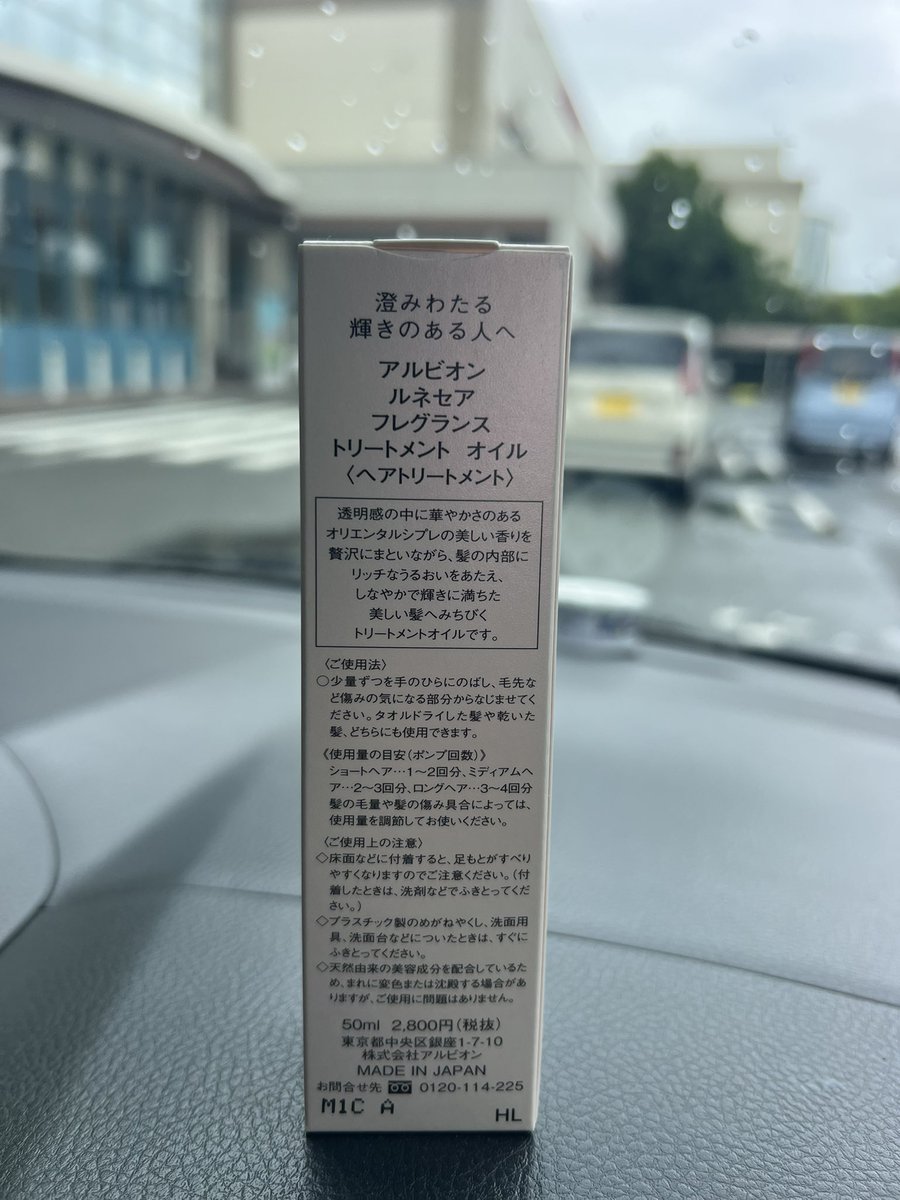 澄みわたる
輝きのある人へ
アルビオン
ルネセア
フレグランス
トリートメント オイル
〈ヘアトリートメント〉
透明感の中に華やかさのある
オリエンタルシプレの美しい香りを
贅沢にまといながら、髪の内部に
リッチなうるおいをあたえ、
しなやかで輝きに満ちた
美しい髪へみちびく
トリートメントオイルです。
〈ご使用法〉
○少量ずつを手のひらにのばし、毛先な
ど傷みの気になる部分からなじませてく
ださい。タオルドライした髪や乾いた
髪、どちらにも使用できます。
《使用量の目安(ポンプ回数)》
ショートヘア…1〜2回分、ミディアムヘ
ア…2〜3回分、ロングヘア…3〜4回分
髪の毛量や髪の傷み具合によっては、
使用量を調節してお使いください。
〈ご使用上の注意〉
◇床面などに付着すると、足もとがすべり
やすくなりますのでご注意ください。(付
着したときは、洗剤などでふきとってくだ
さい。)
◇プラスチック製のめがねやくし、洗面用
具、洗面台などについたときは、すぐに
ふきとってください。
◇天然由来の美容成分を配合しているた
め、まれに変色または沈殿する場合があ
りますが、ご使用に問題はありません。
50ml 2,800円(税抜)
東京都中央区銀座1-7-10
株式会社アルビオン
MADE IN JAPAN
お問合せ先 0120-114-225
M1C A
HL